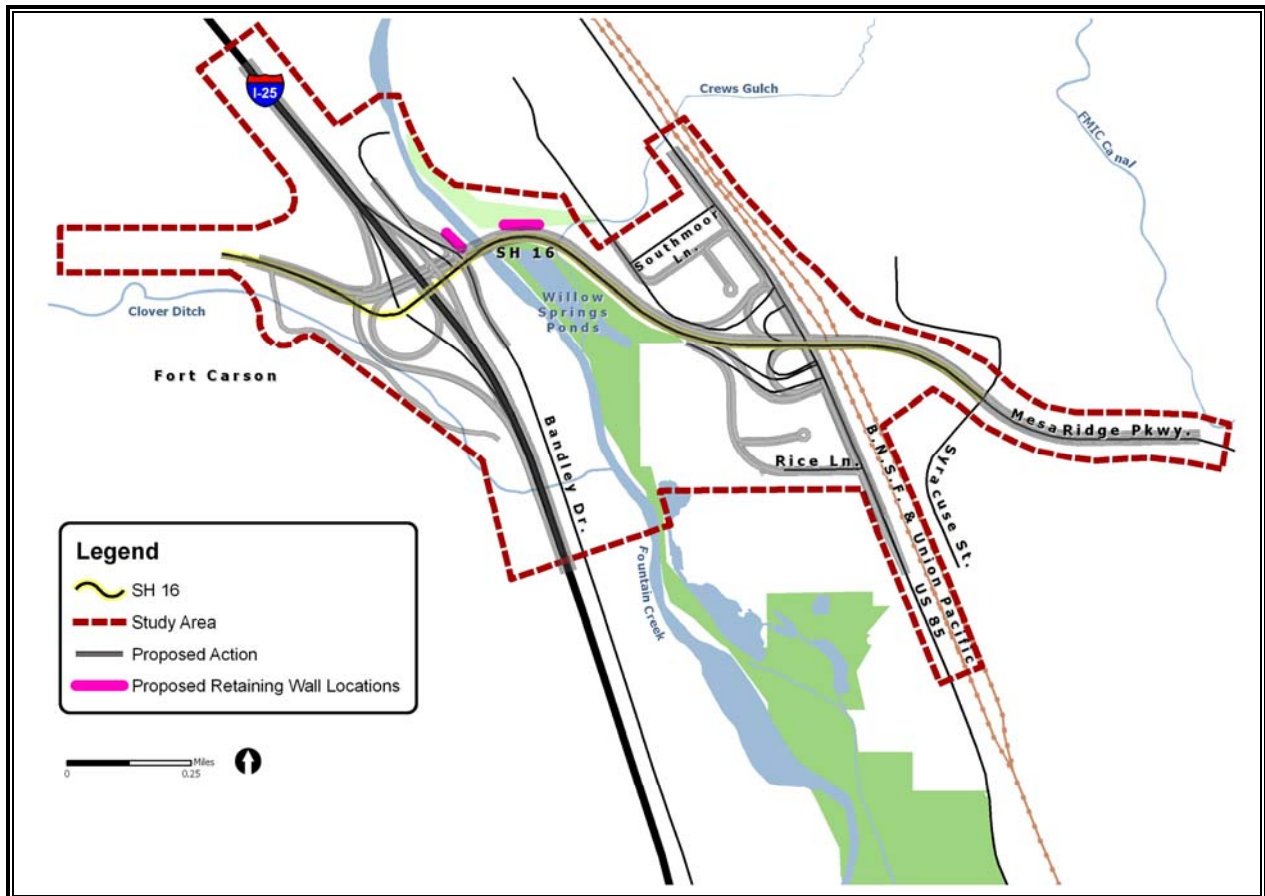 I-25
Crews Gulch
FMIC Canal
Southmoor
Ln.
SH 16
Willow
Springs
Ponds
Clover Ditch
Fort Carson
Bandley Dr.
MesaRidge Pkwy.
Rice Ln.
B.N.S.F. & Union Pacific
Syracuse St.
US 85
Fountain Creek
Legend
SH 16
Study Area
Proposed Action
Proposed Retaining Wall Locations
Miles
0 0.25